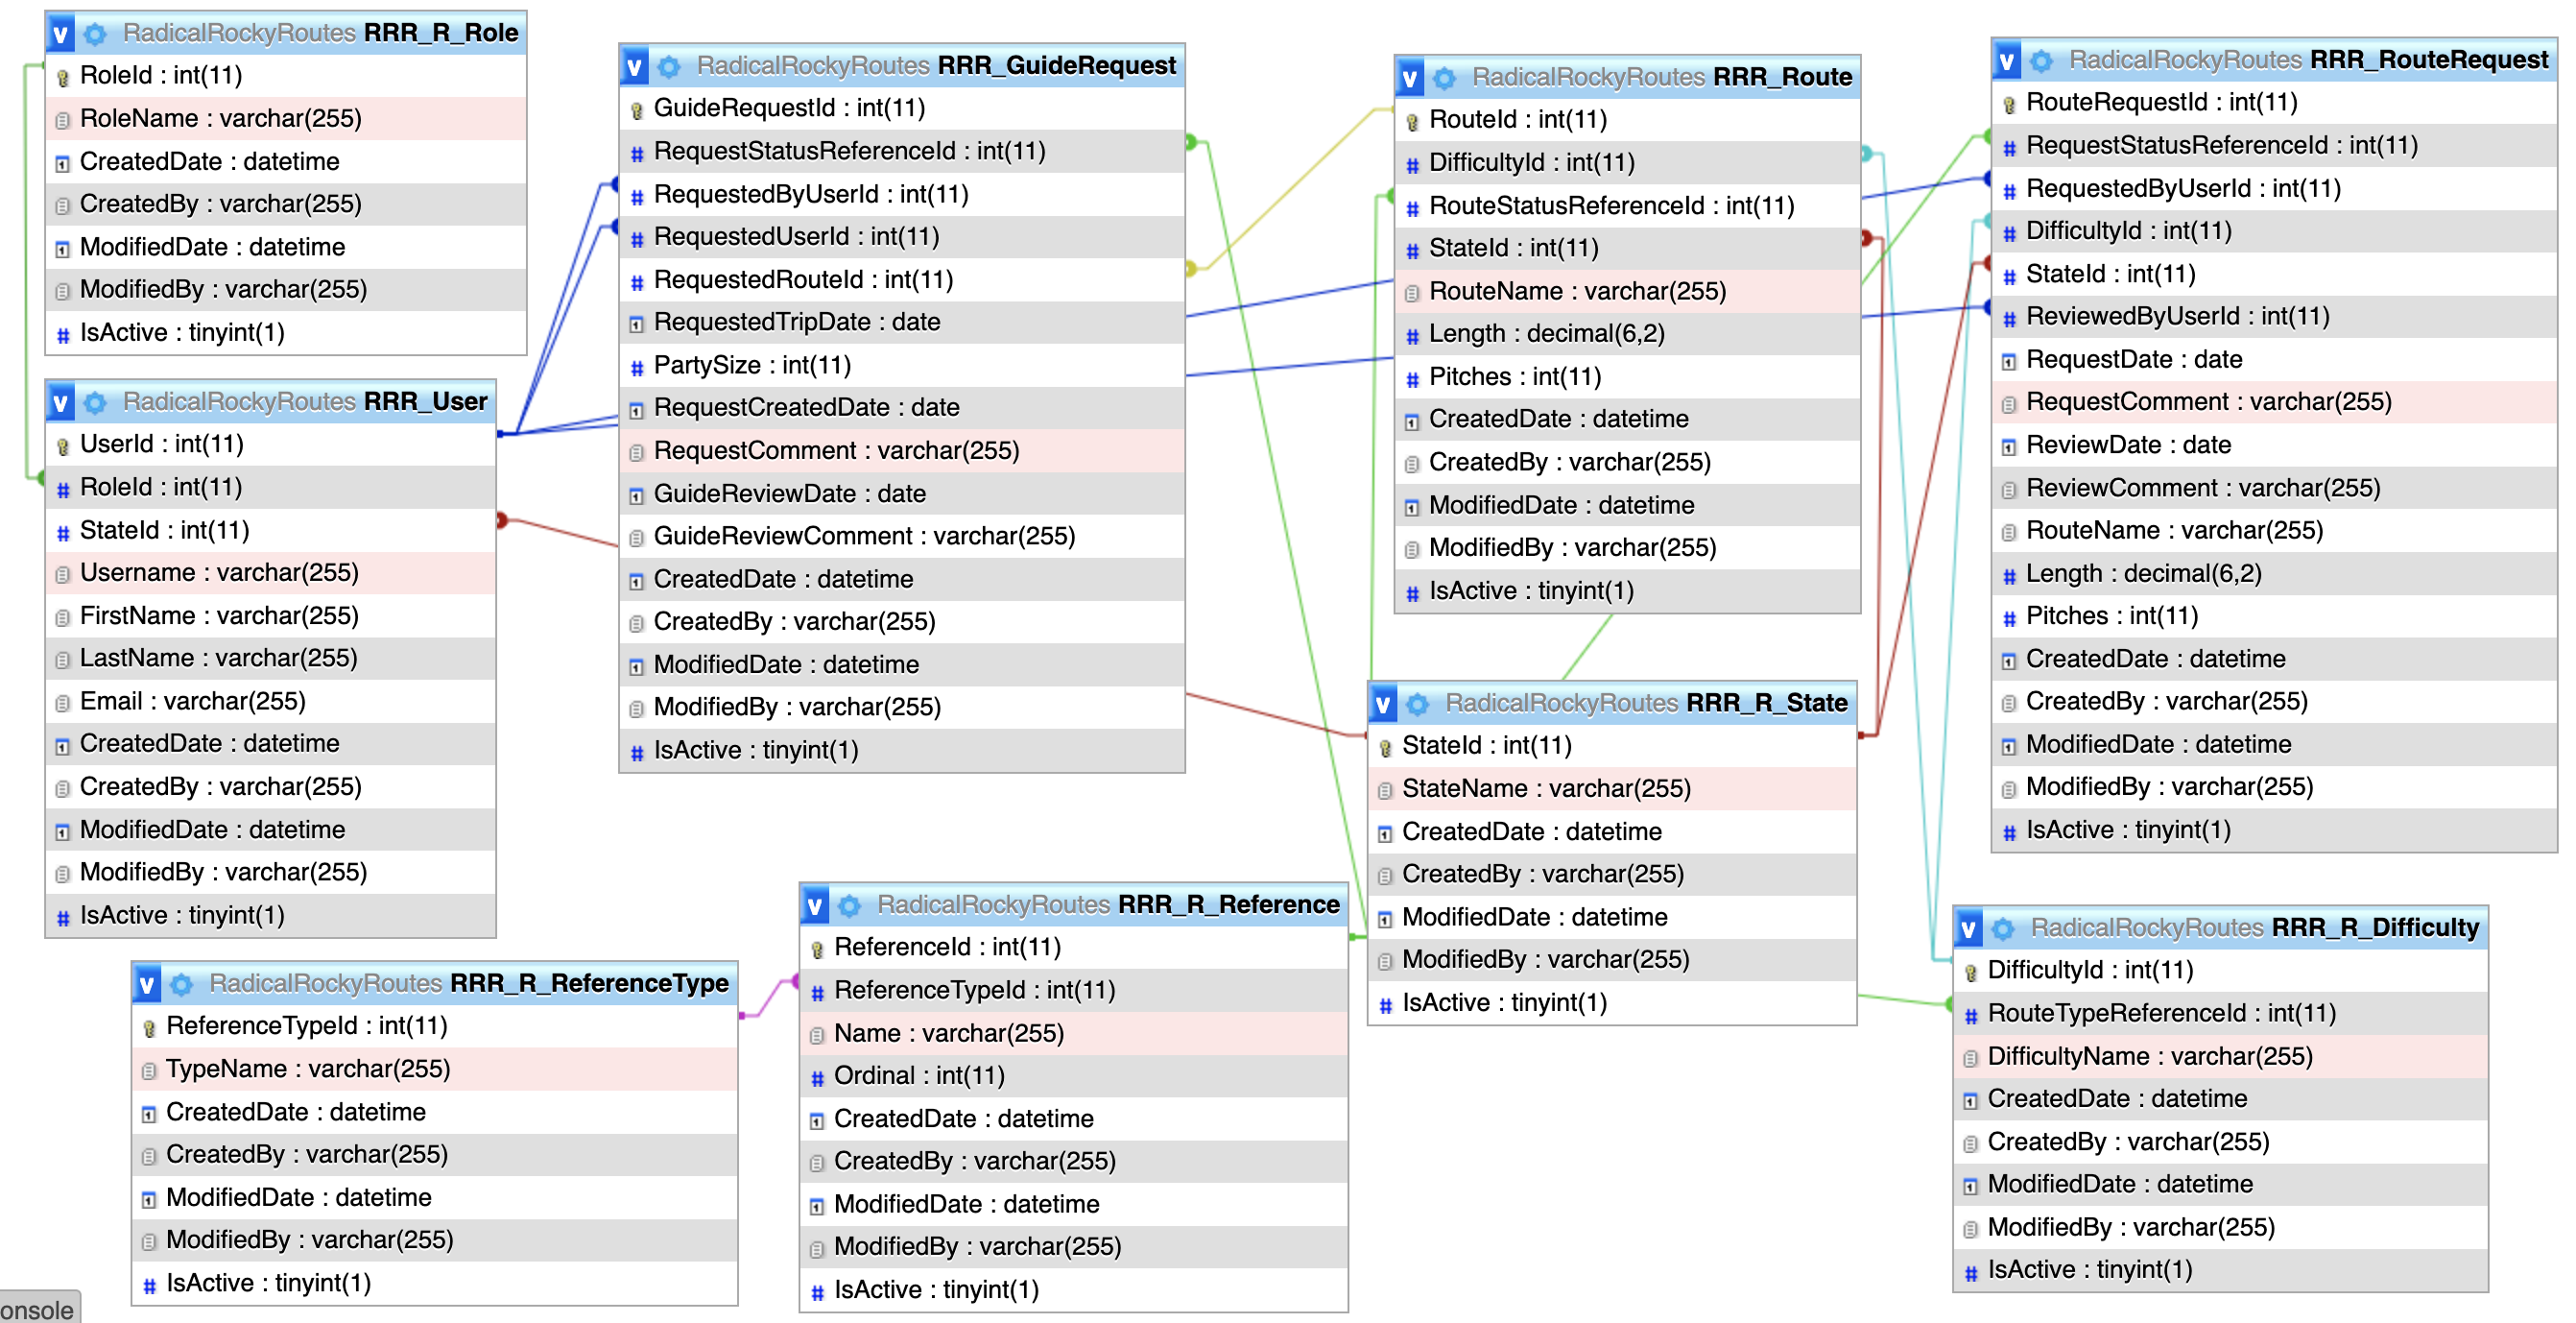 RadicalRockyRoutes RRR_R_Role
RoleId : int(11)
RoleName : varchar(255)
CreatedDate : datetime
CreatedBy : varchar(255)
ModifiedDate : datetime
ModifiedBy : varchar(255)
IsActive : tinyint(1)
RadicalRockyRoutes RRR_User
UserId : int(11)
RoleId : int(11)
StateId : int(11)
Username : varchar(255)
FirstName : varchar(255)
LastName : varchar(255)
Email : varchar(255)
CreatedDate : datetime
CreatedBy : varchar(255)
ModifiedDate : datetime
ModifiedBy : varchar(255)
IsActive : tinyint(1)
RadicalRockyRoutes RRR_GuideRequest
GuideRequestId : int(11)
RequestStatusReferenceId : int(11)
RequestedByUserId : int(11)
RequestedUserId : int(11)
RequestedRouteId : int(11)
RequestedTripDate : date
PartySize : int(11)
RequestCreatedDate : date
RequestComment : varchar(255)
GuideReviewDate : date
GuideReviewComment : varchar(255)
CreatedDate : datetime
CreatedBy : varchar(255)
ModifiedDate : datetime
ModifiedBy : varchar(255)
IsActive : tinyint(1)
RadicalRockyRoutes RRR_Route
RouteId : int(11)
DifficultyId : int(11)
RouteStatusReferenceId : int(11)
StateId : int(11)
RouteName : varchar(255)
Length : decimal(6,2)
Pitches : int(11)
CreatedDate : datetime
CreatedBy : varchar(255)
ModifiedDate : datetime
ModifiedBy : varchar(255)
IsActive : tinyint(1)
RadicalRockyRoutes RRR_RouteRequest
RouteRequestId : int(11)
RequestStatusReferenceId : int(11)
RequestedByUserId : int(11)
DifficultyId : int(11)
StateId : int(11)
ReviewedByUserId : int(11)
RequestDate : date
RequestComment : varchar(255)
ReviewDate : date
ReviewComment : varchar(255)
RouteName : varchar(255)
Length : decimal(6,2)
Pitches : int(11)
CreatedDate : datetime
CreatedBy : varchar(255)
ModifiedDate : datetime
ModifiedBy : varchar(255)
IsActive : tinyint(1)
RadicalRockyRoutes RRR_R_State
StateId : int(11)
StateName : varchar(255)
CreatedDate : datetime
CreatedBy : varchar(255)
ModifiedDate : datetime
ModifiedBy : varchar(255)
IsActive : tinyint(1)
RadicalRockyRoutes RRR_R_ReferenceType
ReferenceTypeId : int(11)
TypeName : varchar(255)
CreatedDate : datetime
CreatedBy : varchar(255)
ModifiedDate : datetime
ModifiedBy : varchar(255)
IsActive : tinyint(1)
RadicalRockyRoutes RRR_R_Reference
ReferenceId : int(11)
ReferenceTypeId : int(11)
Name : varchar(255)
Ordinal : int(11)
CreatedDate : datetime
CreatedBy : varchar(255)
ModifiedDate : datetime
ModifiedBy : varchar(255)
IsActive : tinyint(1)
RadicalRockyRoutes RRR_R_Difficulty
DifficultyId : int(11)
RouteTypeReferenceId : int(11)
DifficultyName : varchar(255)
CreatedDate : datetime
CreatedBy : varchar(255)
ModifiedDate : datetime
ModifiedBy : varchar(255)
IsActive : tinyint(1)
onsole